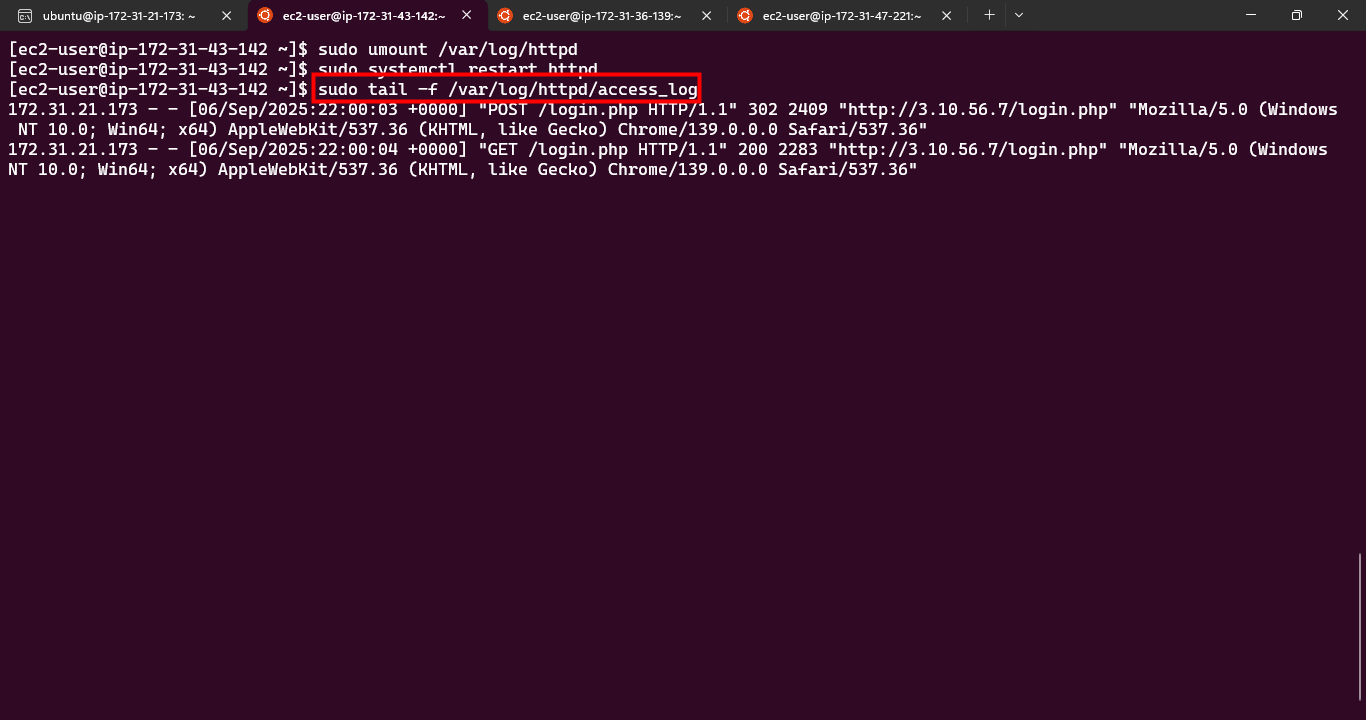 ubuntu@ip-172-31-21-173: ~
ec2-user@ip-172-31-43-142:~
ec2-user@ip-172-31-36-139:~
ec2-user@ip-172-31-47-221:~
[ec2-user@ip-172-31-43-142 ~]$ sudo umount /var/log/httpd
[ec2-user@ip-172-31-43-142 ~]$ sudo systemctl restart httpd
[ec2-user@ip-172-31-43-142 ~]$ sudo tail -f /var/log/httpd/access_log
172.31.21.173 - - [06/Sep/2025:22:00:03 +0000] "POST /login.php HTTP/1.1" 302 2409 "http://3.10.56.7/login.php" "Mozilla/5.0 (Windows
NT 10.0; Win64; x64) AppleWebKit/537.36 (KHTML, like Gecko) Chrome/139.0.0.0 Safari/537.36"
172.31.21.173 - - [06/Sep/2025:22:00:04 +0000] "GET /login.php HTTP/1.1" 200 2283 "http://3.10.56.7/login.php" "Mozilla/5.0 (Windows
NT 10.0; Win64; x64) AppleWebKit/537.36 (KHTML, like Gecko) Chrome/139.0.0.0 Safari/537.36"